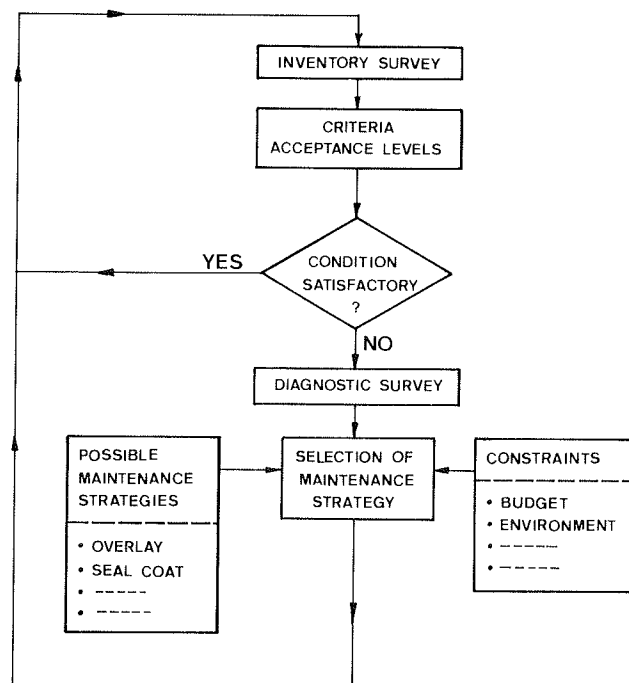 INVENTORY SURVEY
CRITERIA
ACCEPTANCE LEVELS
YES
CONDITION
SATISFACTORY
?
NO
DIAGNOSTIC SURVEY
POSSIBLE
MAINTENANCE
STRATEGIES
• OVERLAY
• SEAL COAT
• -----
• -----
SELECTION OF
MAINTENANCE
STRATEGY
CONSTRAINTS
• BUDGET
• ENVIRONMENT
• -----
• -----